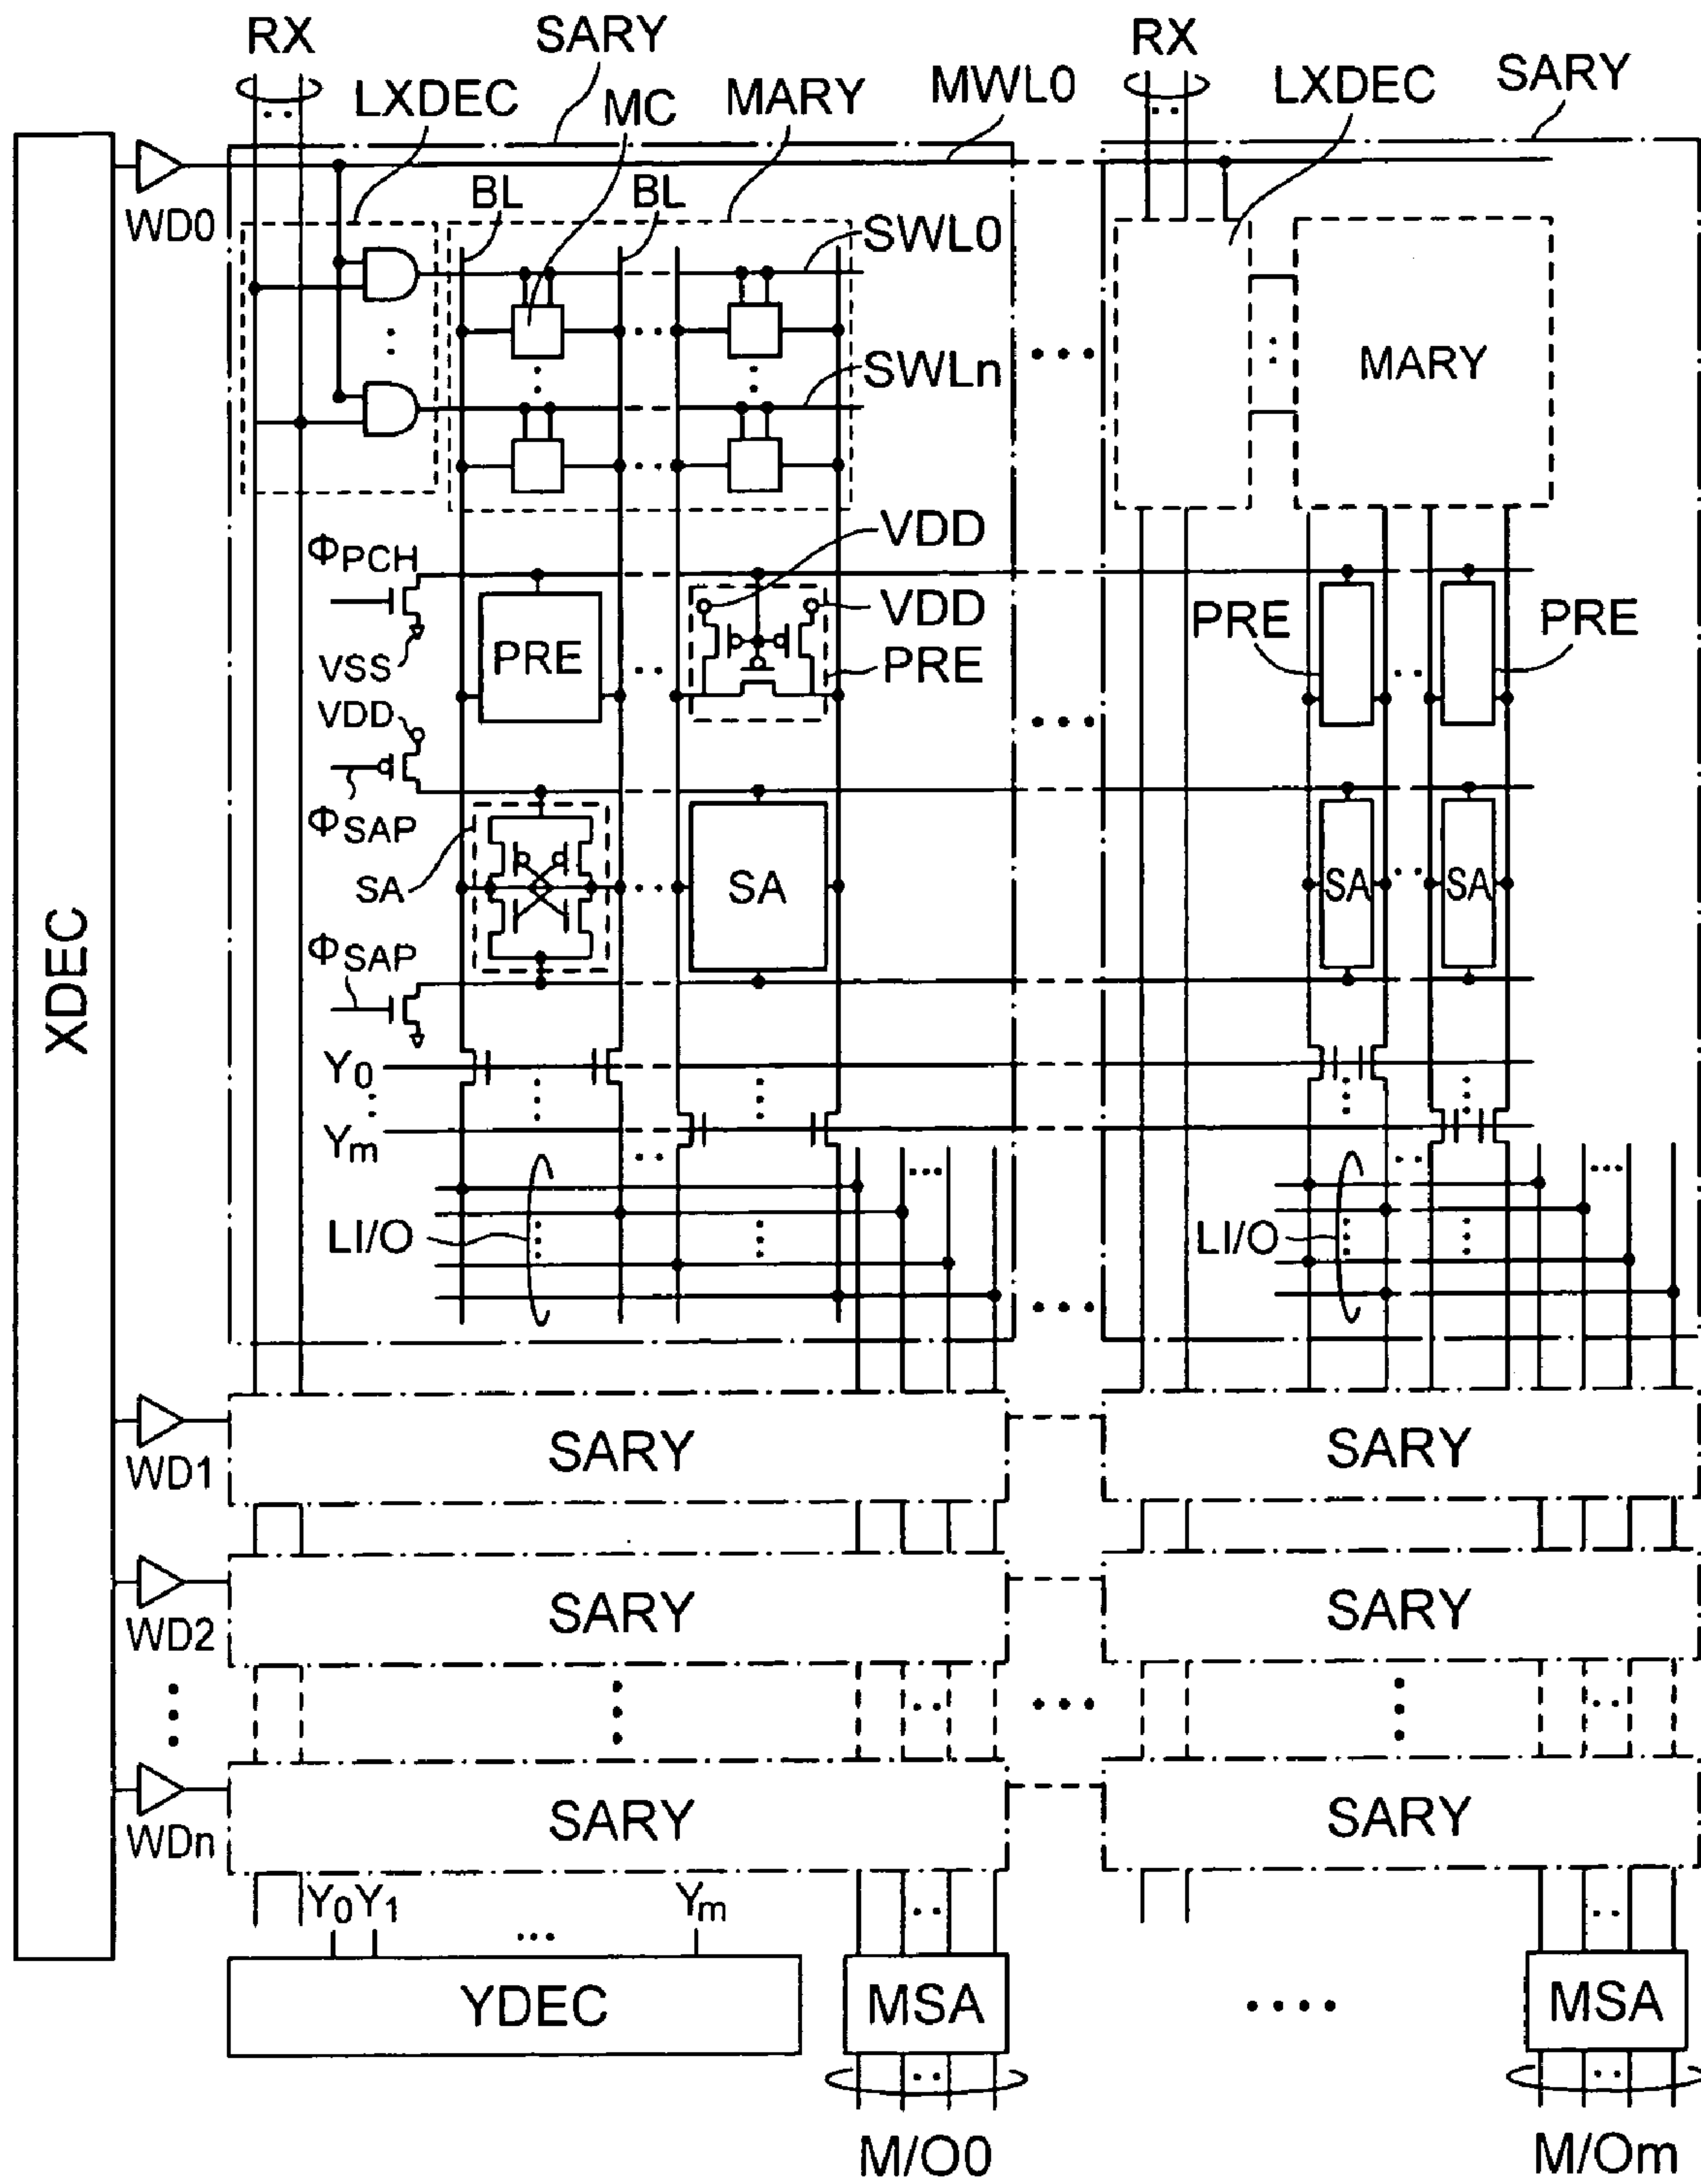 RX SARY RX
LXDEC MC MARY MWL0 LXDEC SARY
WD0 BL BL
SWL0
MARY
SWLn
ΦPCH VDD
VDD
PRE PRE PRE PRE
VSS
VDD
ΦSAP
SA SA SA SA
ΦSAP
XDEC
Y0
Ym
LI/O LI/O
WD1 SARY SARY
WD2 SARY SARY
WDn SARY SARY
Y0 Y1 ... Ym
YDEC MSA .... MSA
M/O0 M/Om